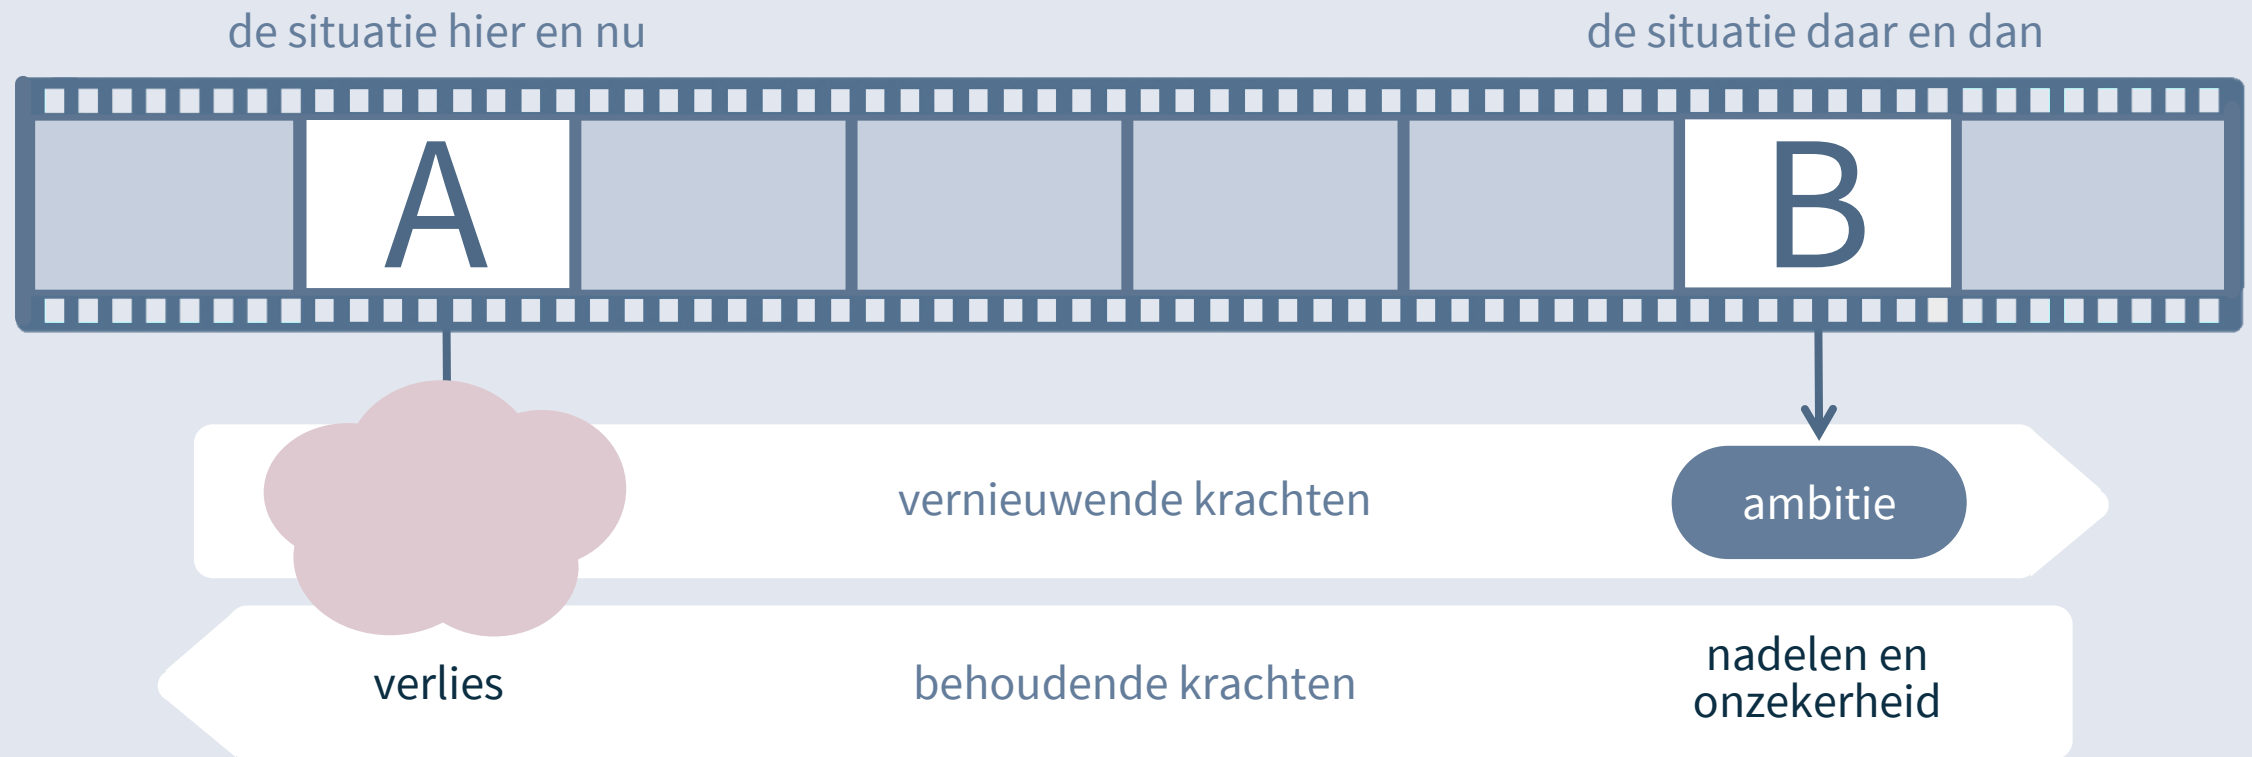 de situatie hier en nu
de situatie daar en dan
A
B
vernieuwende krachten
ambitie
verlies
behoudende krachten
nadelen en
onzekerheid